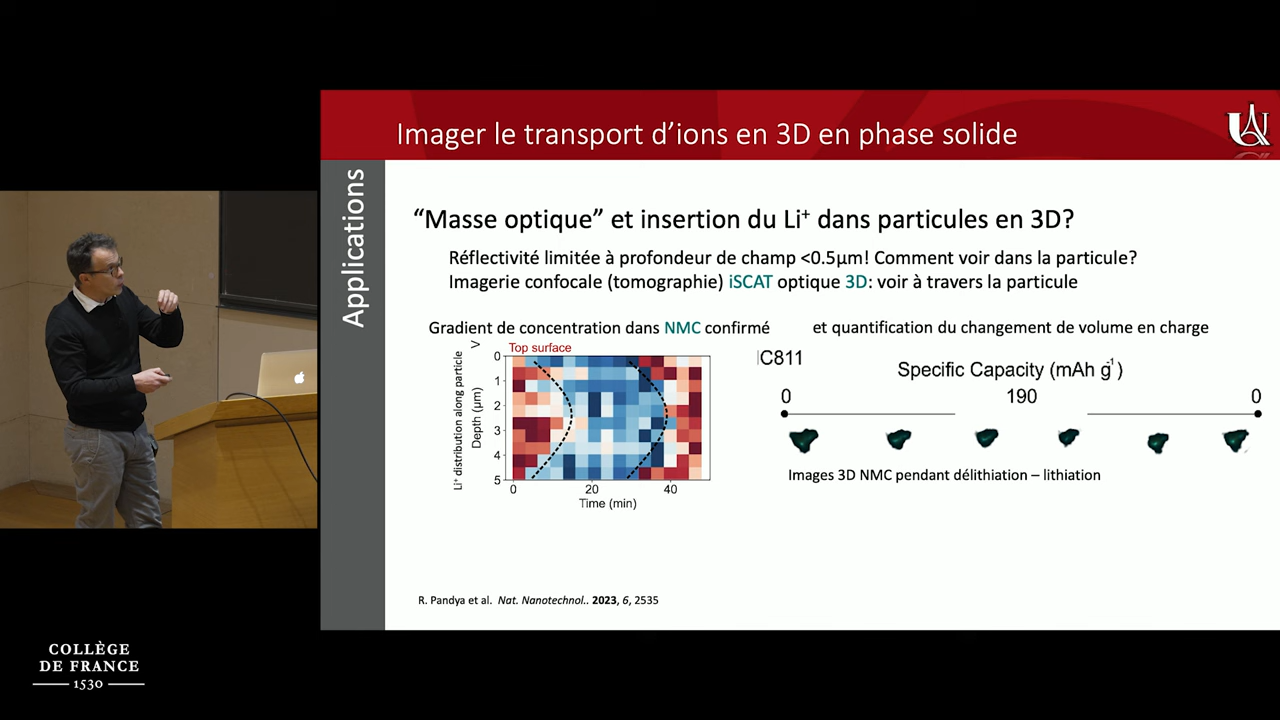 Imager le transport d’ions en 3D en phase solide
Applications
“Masse optique” et insertion du Li⁺ dans particules en 3D?
Réflectivité limitée à profondeur de champ <0.5µm! Comment voir dans la particule?
Imagerie confocale (tomographie) iSCAT optique 3D: voir à travers la particule
Gradient de concentration dans NMC confirmé
et quantification du changement de volume en charge
Top surface
Li⁺ distribution along particle
V
Depth (µm)
0
1
2
3
4
5
0
20
40
Time (min)
C811
Specific Capacity (mAh g⁻¹)
0
190
0
Images 3D NMC pendant délithiation – lithiation
R. Pandya et al. Nat. Nanotechnol.. 2023, 6, 2535
COLLÈGE
DE FRANCE
1530